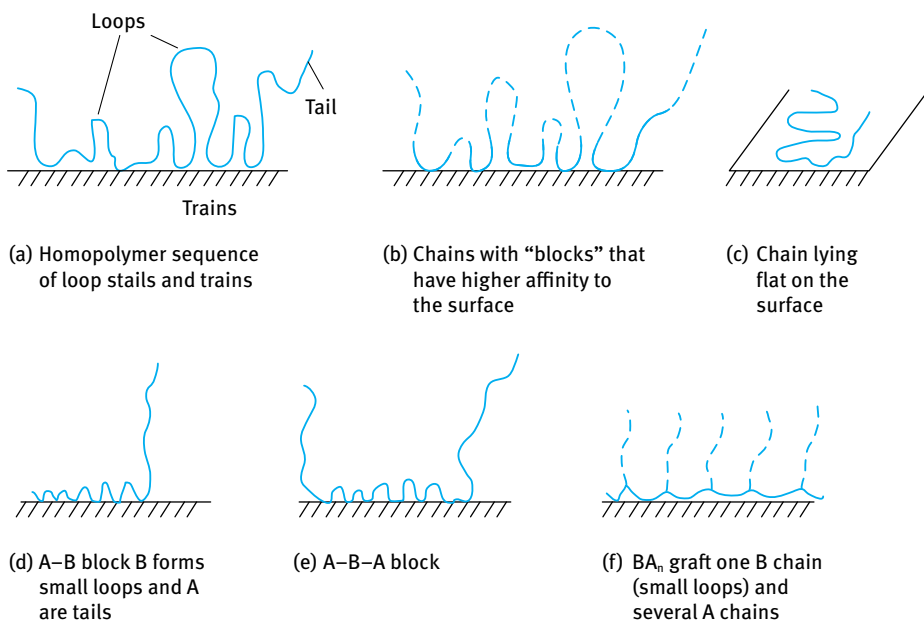 Loops
Tail
Trains
(a) Homopolymer sequence
of loop stails and trains
(b) Chains with “blocks” that
have higher affinity to
the surface
(c) Chain lying
flat on the
surface
(d) A–B block B forms
small loops and A
are tails
(e) A–B–A block
(f) BAₙ graft one B chain
(small loops) and
several A chains